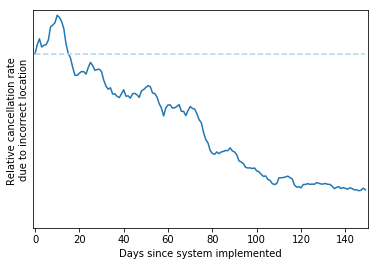 Relative cancellation rate
due to incorrect location
0 20 40 60 80 100 120 140
Days since system implemented